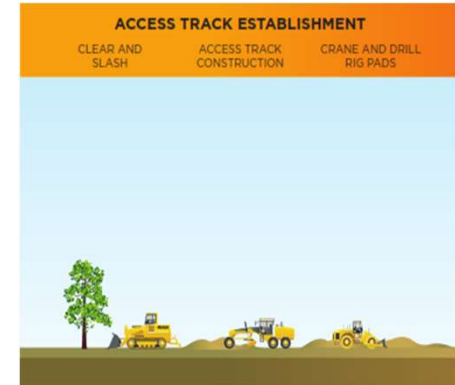 ACCESS TRACK ESTABLISHMENT
CLEAR AND
SLASH
ACCESS TRACK
CONSTRUCTION
CRANE AND DRILL
RIG PADS